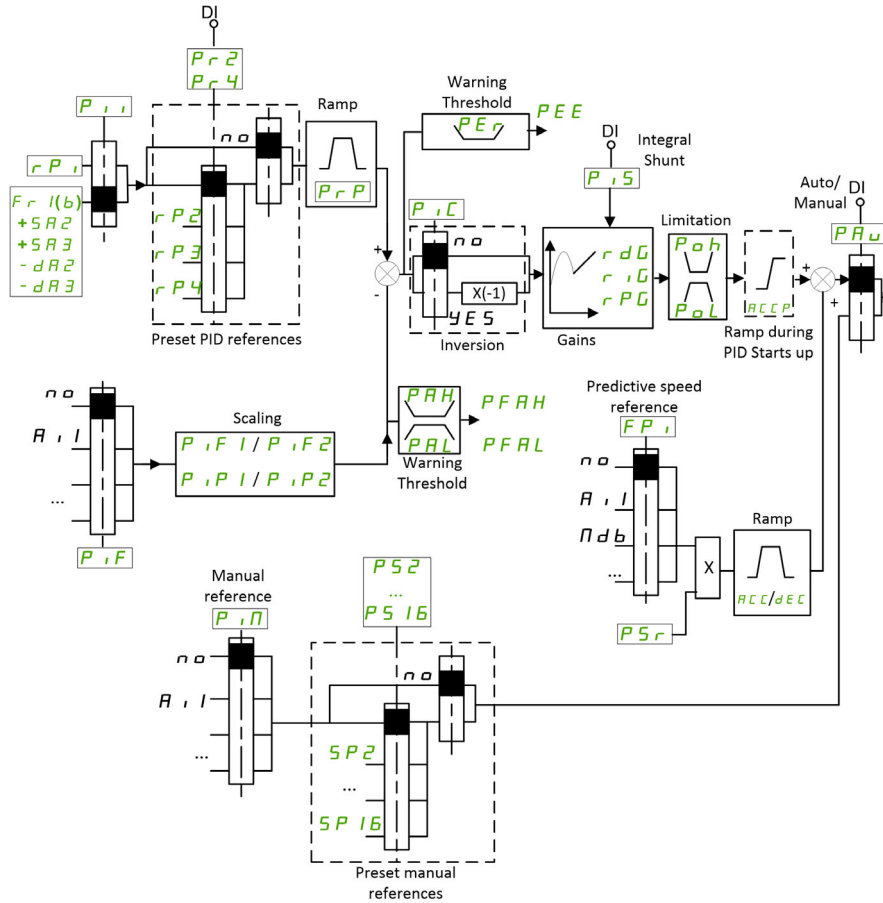 DI
Pr2
Pr4
Pii
rPi
Fr1(b)
+SA2
+SA3
-dA2
-dA3
no
rP2
rP3
rP4
Preset PID references
Ramp
PrP
+
-
Warning
Threshold
PEr
PEE
PiC
no
X(-1)
YES
Inversion
DI
Integral
Shunt
PiS
rdG
riG
rPG
Gains
Limitation
Poh
PoL
ACCP
Ramp during
PID Starts up
Auto/
Manual
DI
PAu
+
+
no
Ai1
...
PiF
Scaling
PiF1/PiF2
PiP1/PiP2
PAH
PAL
Warning
Threshold
PFAH
PFAL
Predictive speed
reference
FPi
no
Ai1
Mdb
...
PSr
X
Ramp
ACC/dEC
Manual
reference
PiM
no
Ai1
...
PS2
...
PS16
no
SP2
...
SP16
Preset manual
references